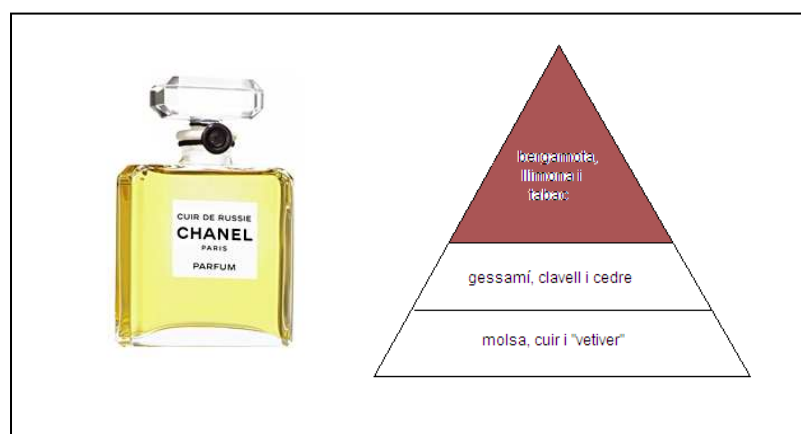 CUIR DE RUSSIE
CHANEL
PARIS
PARFUM
bergamota,
llimona i
tabac
gessamí, clavell i cedre
molsa, cuir i "vetiver"